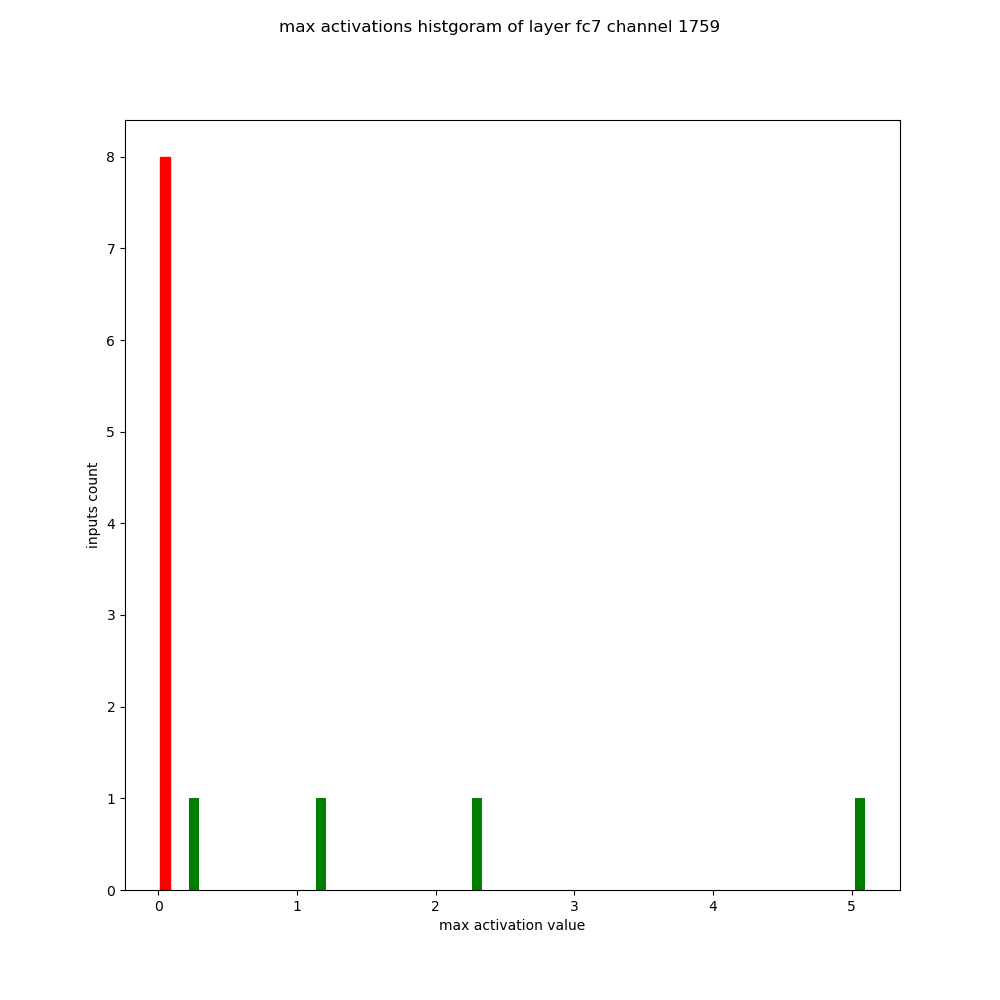 max activations histgoram of layer fc7 channel 1759
8
7
6
5
4
3
2
1
0
inputs count
0 1 2 3 4 5
max activation value